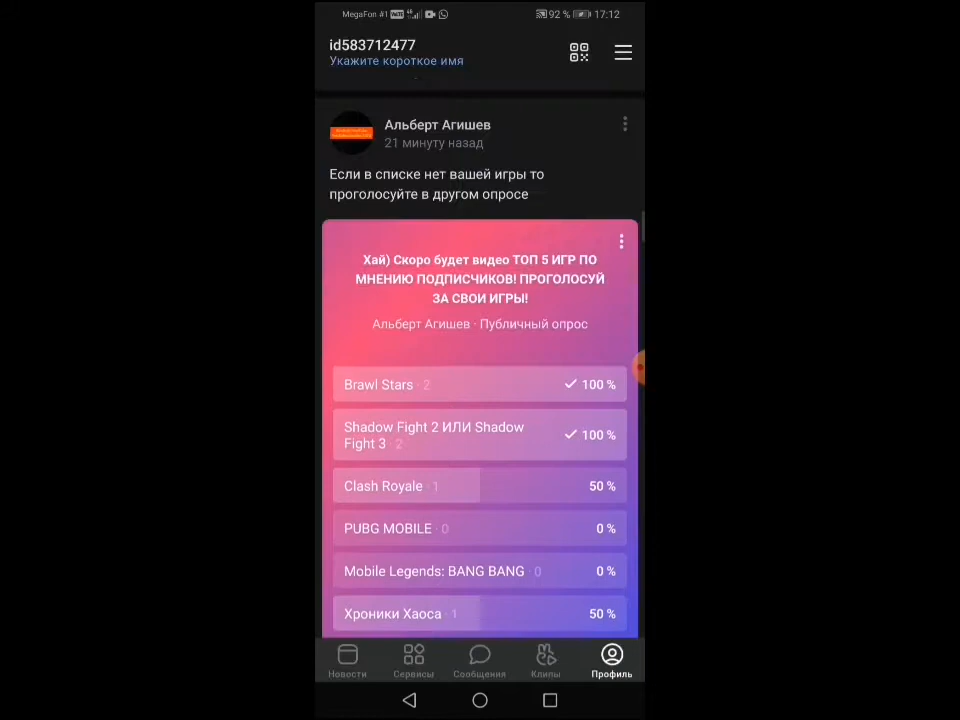 MegaFon #1 VoLTE 4G 92 % 17:12
id583712477
Укажите короткое имя
Альберт Агишев
21 минуту назад
Если в списке нет вашей игры то
проголосуйте в другом опросе
Хай) Скоро будет видео ТОП 5 ИГР ПО
МНЕНИЮ ПОДПИСЧИКОВ! ПРОГОЛОСУЙ
ЗА СВОИ ИГРЫ!
Альберт Агишев · Публичный опрос
Brawl Stars · 2 100 %
Shadow Fight 2 ИЛИ Shadow
Fight 3 · 2 100 %
Clash Royale · 1 50 %
PUBG MOBILE · 0 0 %
Mobile Legends: BANG BANG · 0 0 %
Хроники Хаоса · 1 50 %
Новости Сервисы Сообщения Клипы Профиль